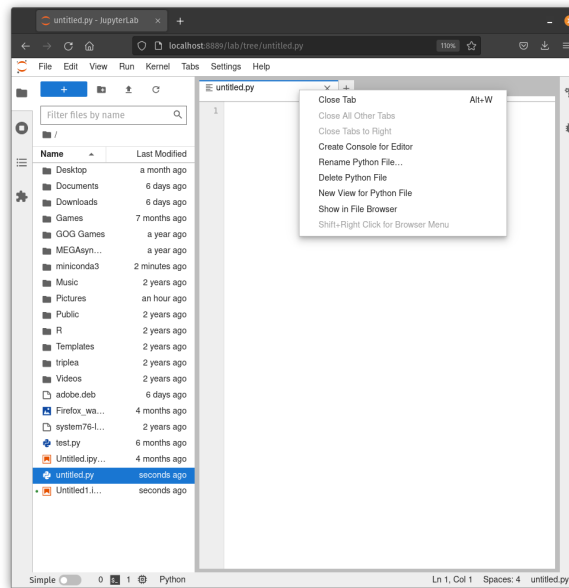 untitled.py - JupyterLab
localhost:8889/lab/tree/untitled.py 110%
File Edit View Run Kernel Tabs Settings Help
Filter files by name
/
Name Last Modified
Desktop a month ago
Documents 6 days ago
Downloads 6 days ago
Games 7 months ago
GOG Games a year ago
MEGAsyn... a year ago
miniconda3 2 minutes ago
Music 2 years ago
Pictures an hour ago
Public 2 years ago
R 2 years ago
Templates 2 years ago
triplea 2 years ago
Videos 2 years ago
adobe.deb 6 days ago
Firefox_wa... 4 months ago
system76-l... 2 years ago
test.py 6 months ago
Untitled.ipy... 4 months ago
untitled.py seconds ago
Untitled1.i... seconds ago
untitled.py
1
Close Tab Alt+W
Close All Other Tabs
Close Tabs to Right
Create Console for Editor
Rename Python File…
Delete Python File
New View for Python File
Show in File Browser
Shift+Right Click for Browser Menu
Simple 0 1 Python Ln 1, Col 1 Spaces: 4 untitled.py